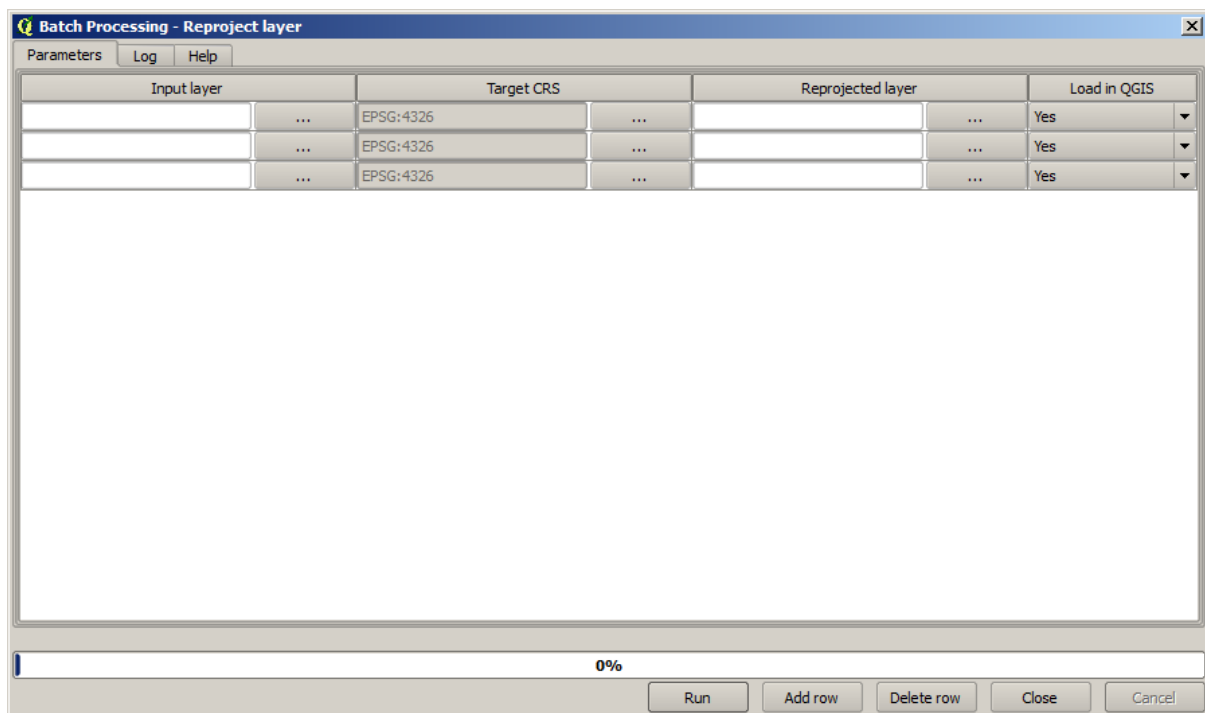 Batch Processing - Reproject layer
Parameters Log Help
Input layer Target CRS Reprojected layer Load in QGIS
... EPSG:4326 ... ... Yes
... EPSG:4326 ... ... Yes
... EPSG:4326 ... ... Yes
0%
Run Add row Delete row Close Cancel